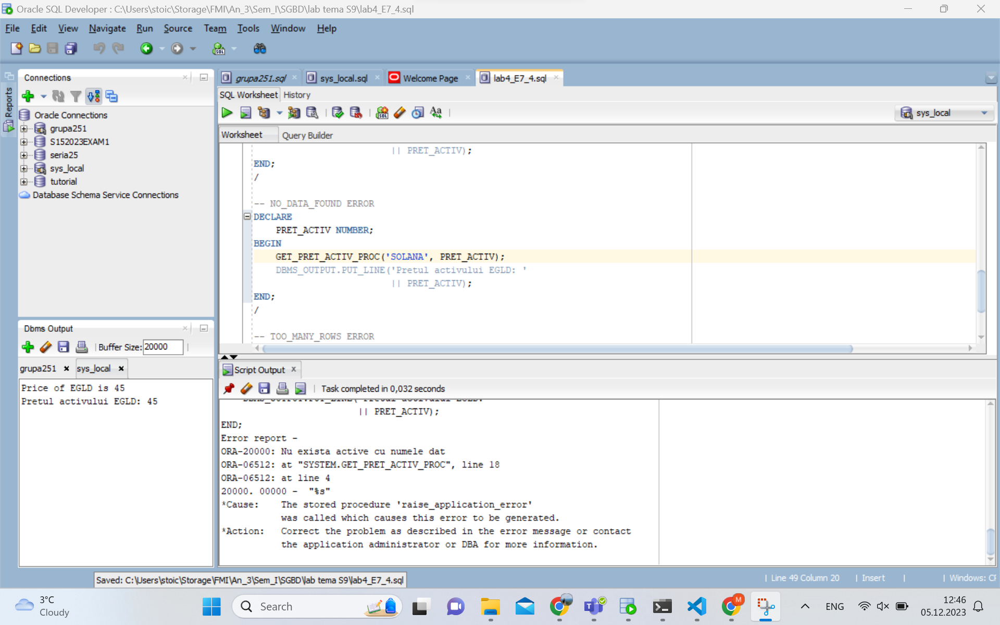 Oracle SQL Developer : C:\Users\stoic\Storage\FMI\An_3\Sem_I\SGBD\lab tema S9\lab4_E7_4.sql
File Edit View Navigate Run Source Team Tools Window Help
SQL
Reports
Connections
Oracle Connections
grupa251
S152023EXAM1
seria25
sys_local
tutorial
Database Schema Service Connections
Dbms Output
Buffer Size: 20000
grupa251 sys_local
Price of EGLD is 45
Pretul activului EGLD: 45
grupa251.sql sys_local.sql Welcome Page lab4_E7_4.sql
SQL Worksheet History
SQL Aa
sys_local
Worksheet Query Builder
|| PRET_ACTIV);
END;
/
-- NO_DATA_FOUND ERROR
DECLARE
PRET_ACTIV NUMBER;
BEGIN
GET_PRET_ACTIV_PROC('SOLANA', PRET_ACTIV);
DBMS_OUTPUT.PUT_LINE('Pretul activului EGLD: '
|| PRET_ACTIV);
END;
/
-- TOO_MANY_ROWS ERROR
Script Output
Task completed in 0,032 seconds
|| PRET_ACTIV);
END;
Error report -
ORA-20000: Nu exista active cu numele dat
ORA-06512: at "SYSTEM.GET_PRET_ACTIV_PROC", line 18
ORA-06512: at line 4
20000. 00000 - "%s"
*Cause: The stored procedure 'raise_application_error'
was called which causes this error to be generated.
*Action: Correct the problem as described in the error message or contact
the application administrator or DBA for more information.
Saved: C:\Users\stoic\Storage\FMI\An_3\Sem_I\SGBD\lab tema S9\lab4_E7_4.sql
| Line 49 Column 20 | Insert | | Windows:
3°C
Cloudy
Search
M
ENG
12:46
05.12.2023